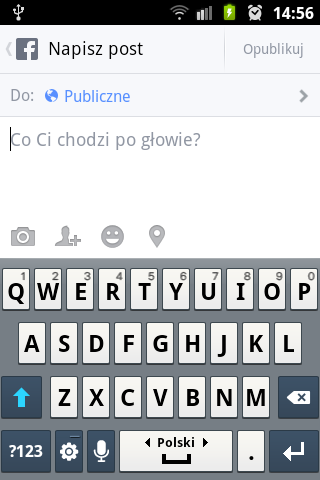 14:56
Napisz post
Opublikuj
Do: Publiczne
Co Ci chodzi po głowie?
1 2 3 4 5 6 7 8 9 0
Q W E R T Y U I O P
A S D F G H J K L
Z X C V B N M
?123 Polski .